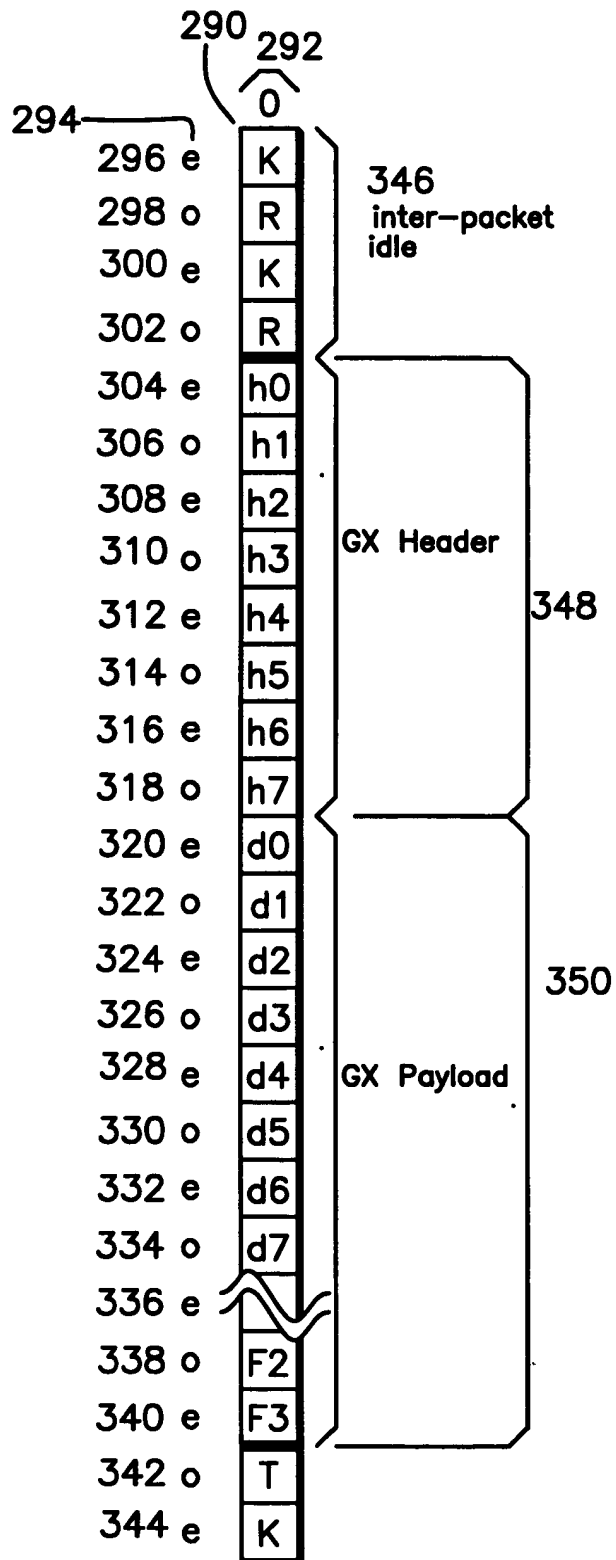 290
292
294
0
296 e K
298 o R
300 e K
302 o R
346
inter-packet
idle
304 e h0
306 o h1
308 e h2
310 o h3
312 e h4
314 o h5
316 e h6
318 o h7
GX Header
348
320 e d0
322 o d1
324 e d2
326 o d3
328 e d4
330 o d5
332 e d6
334 o d7
336 e
338 o F2
340 e F3
GX Payload
350
342 o T
344 e K